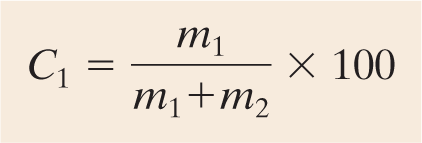 C₁ = m₁ / (m₁+m₂) × 100